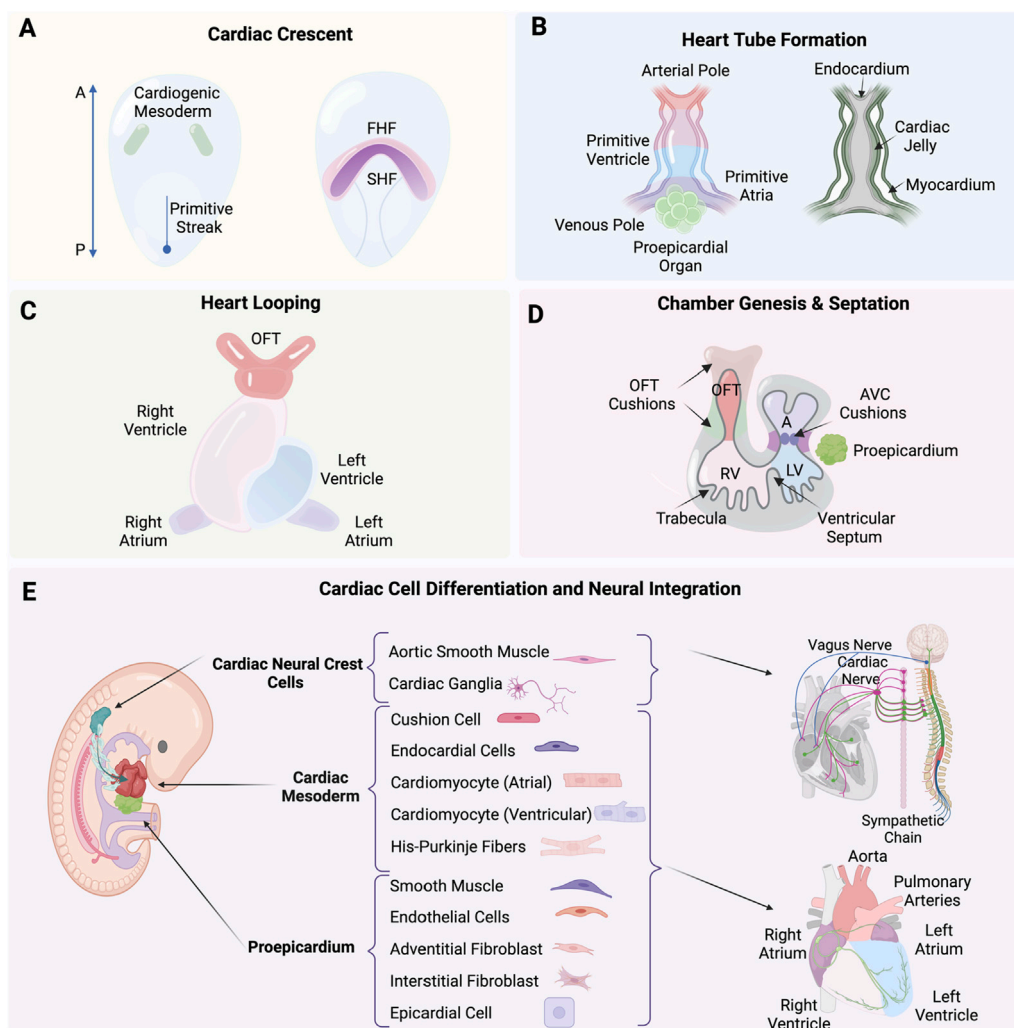 A
Cardiac Crescent
A
P
Cardiogenic
Mesoderm
Primitive
Streak
FHF
SHF
B
Heart Tube Formation
Arterial Pole
Primitive
Ventricle
Primitive
Atria
Venous Pole
Proepicardial
Organ
Endocardium
Cardiac
Jelly
Myocardium
C
Heart Looping
OFT
Right
Ventricle
Left
Ventricle
Right
Atrium
Left
Atrium
D
Chamber Genesis & Septation
OFT
Cushions
OFT
A
AVC
Cushions
Proepicardium
RV
LV
Trabecula
Ventricular
Septum
E
Cardiac Cell Differentiation and Neural Integration
Cardiac Neural Crest
Cells
Aortic Smooth Muscle
Cardiac Ganglia
Cardiac
Mesoderm
Cushion Cell
Endocardial Cells
Cardiomyocyte (Atrial)
Cardiomyocyte (Ventricular)
His-Purkinje Fibers
Proepicardium
Smooth Muscle
Endothelial Cells
Adventitial Fibroblast
Interstitial Fibroblast
Epicardial Cell
Vagus Nerve
Cardiac
Nerve
Sympathetic
Chain
Aorta
Pulmonary
Arteries
Right
Atrium
Left
Atrium
Right
Ventricle
Left
Ventricle